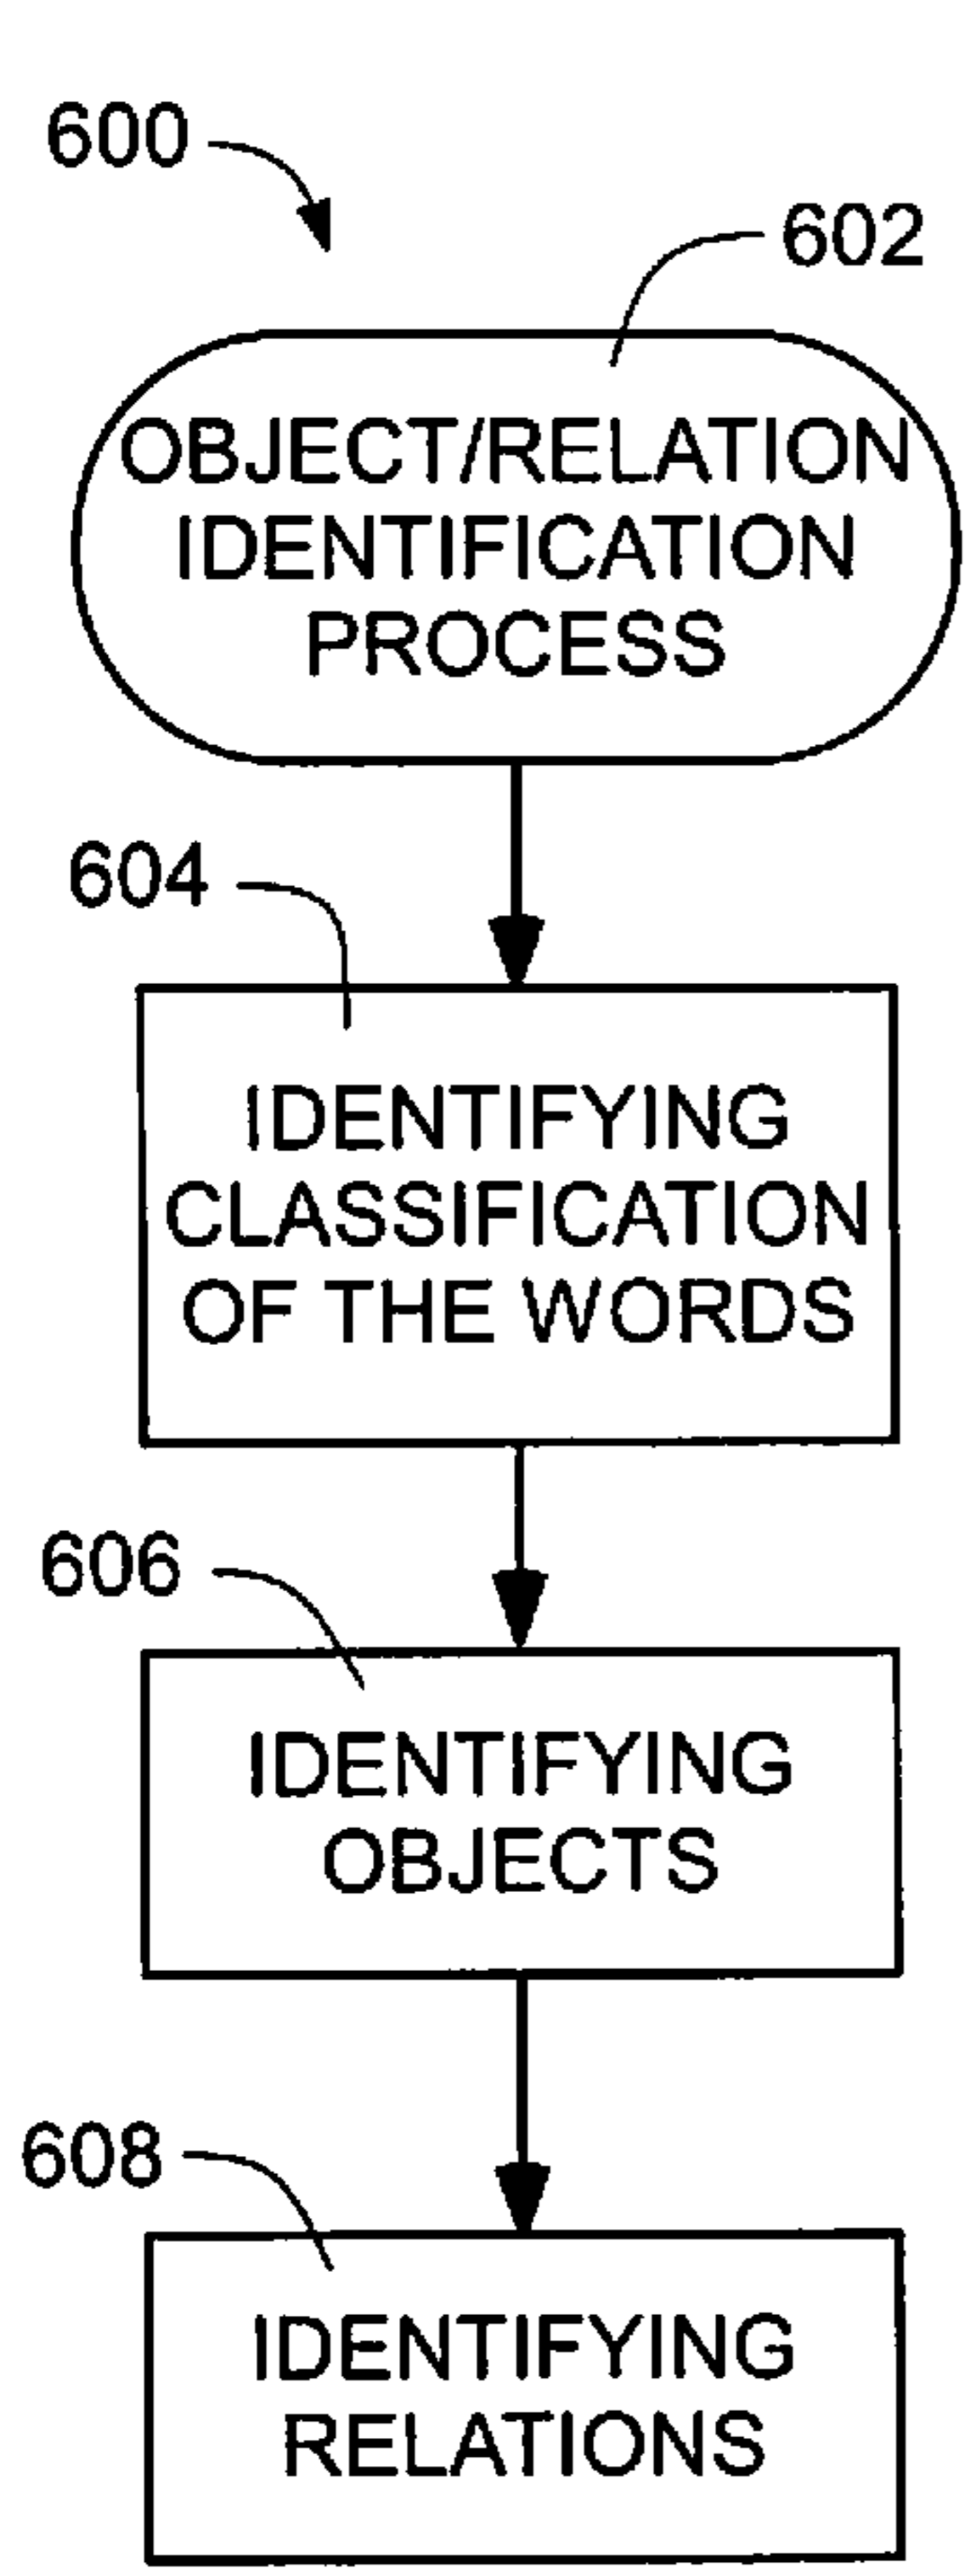 600
602
OBJECT/RELATION
IDENTIFICATION
PROCESS
604
IDENTIFYING
CLASSIFICATION
OF THE WORDS
606
IDENTIFYING
OBJECTS
608
IDENTIFYING
RELATIONS